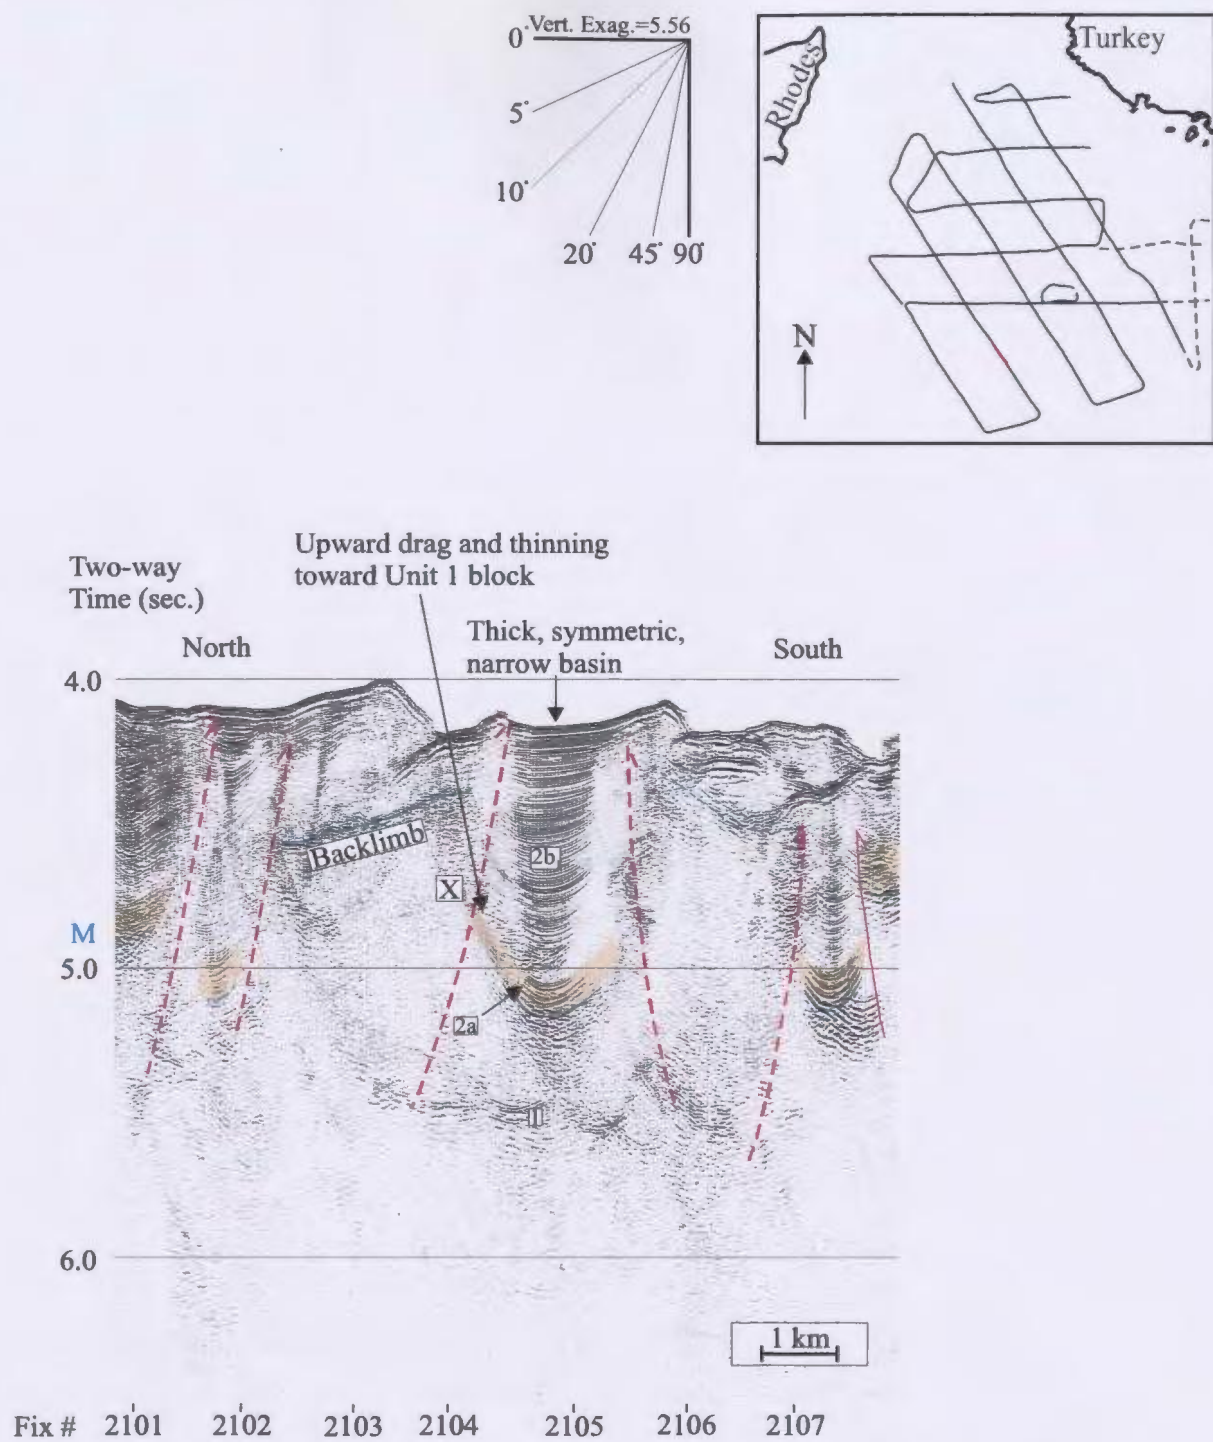 Vert. Exag.=5.56
0°
5°
10°
20° 45° 90°
Rhodes
Turkey
N
Upward drag and thinning
toward Unit 1 block
Two-way
Time (sec.)
North
Thick, symmetric,
narrow basin
South
4.0
Backlimb
2b
X
M
5.0
2a
1
6.0
1 km
Fix # 2101 2102 2103 2104 2105 2106 2107